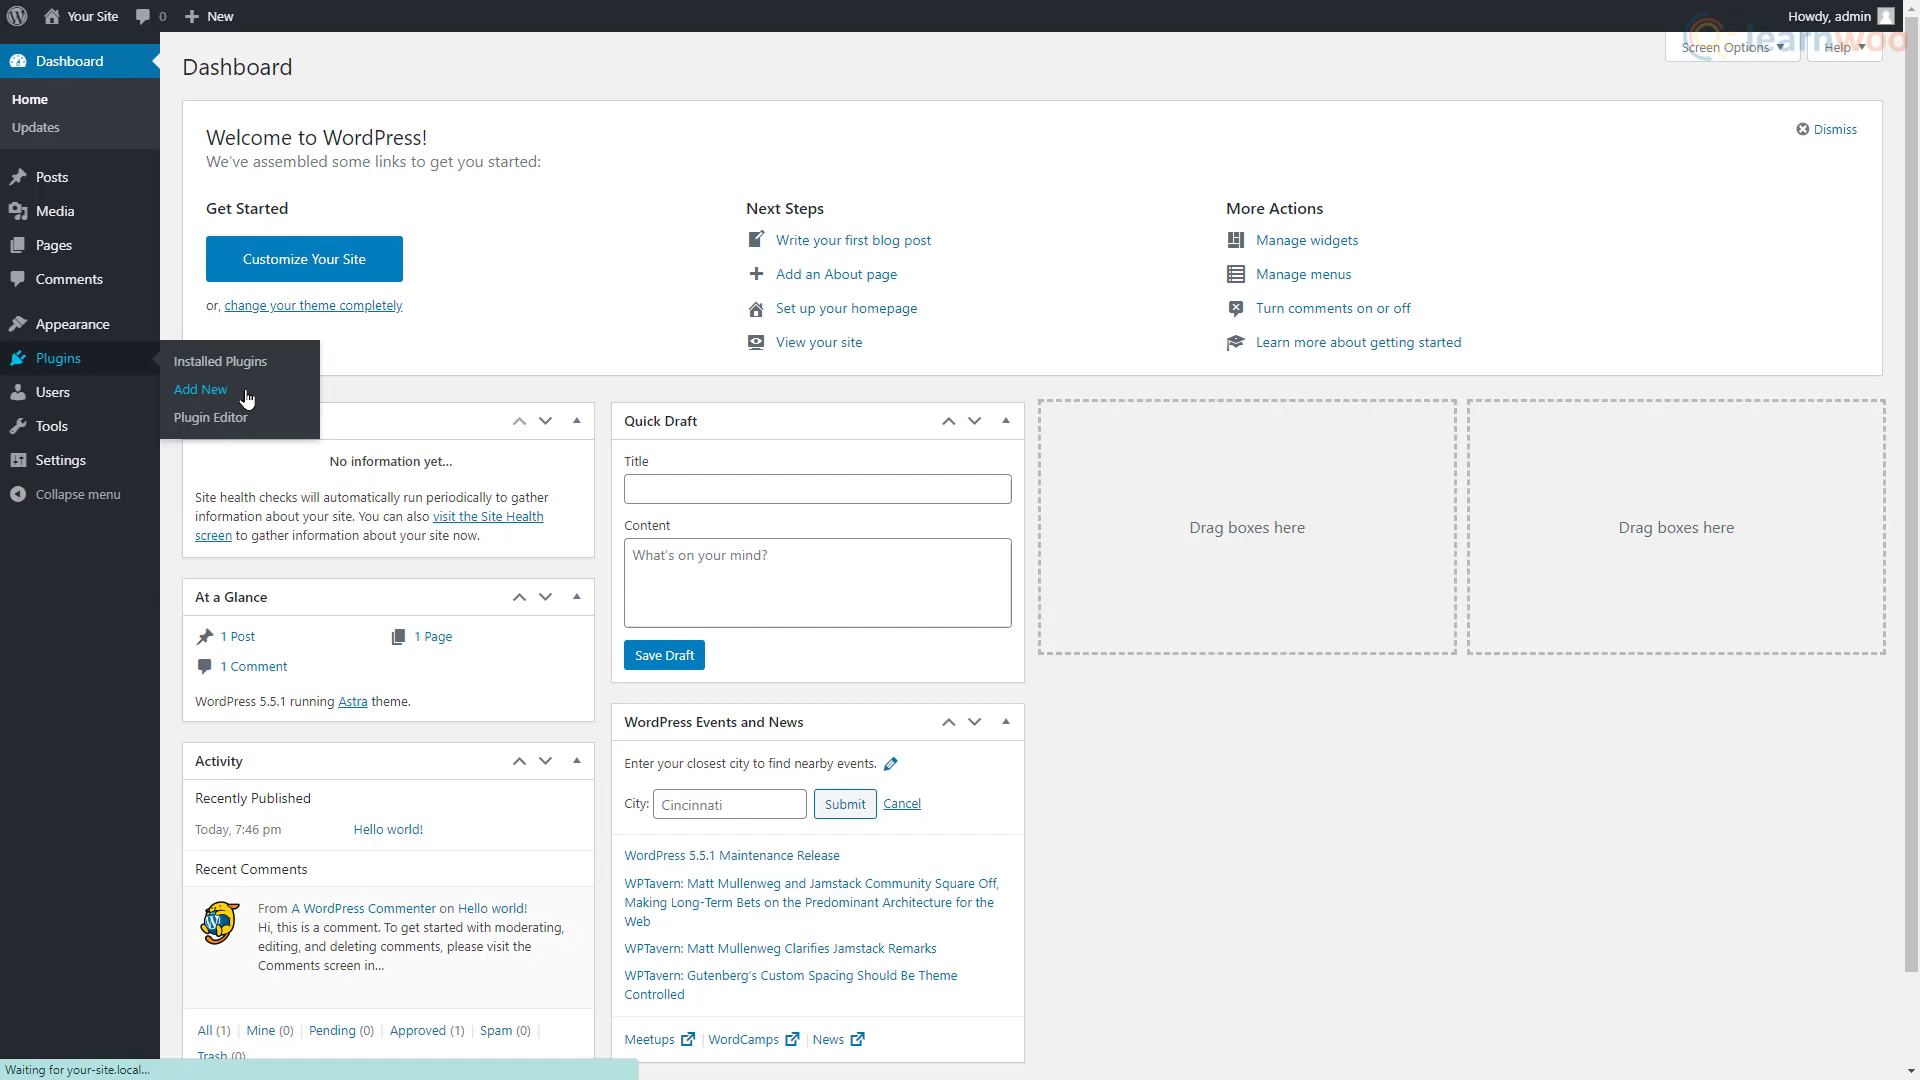 Your Site
0
New
Howdy, admin
learnwoo
Screen Options
Help
Dashboard
Home
Updates
Posts
Media
Pages
Comments
Appearance
Plugins
Users
Tools
Settings
Collapse menu
Installed Plugins
Add New
Plugin Editor
Dashboard
Welcome to WordPress!
We've assembled some links to get you started:
Dismiss
Get Started
Customize Your Site
or, change your theme completely
Next Steps
Write your first blog post
Add an About page
Set up your homepage
View your site
More Actions
Manage widgets
Manage menus
Turn comments on or off
Learn more about getting started
No information yet...
Site health checks will automatically run periodically to gather
information about your site. You can also visit the Site Health
screen to gather information about your site now.
At a Glance
1 Post
1 Page
1 Comment
WordPress 5.5.1 running Astra theme.
Activity
Recently Published
Today, 7:46 pm
Hello world!
Recent Comments
From A WordPress Commenter on Hello world!
Hi, this is a comment. To get started with moderating,
editing, and deleting comments, please visit the
Comments screen in...
All (1) | Mine (0) | Pending (0) | Approved (1) | Spam (0) |
Trash (0)
Quick Draft
Title
Content
What's on your mind?
Save Draft
WordPress Events and News
Enter your closest city to find nearby events.
City: Cincinnati Submit Cancel
WordPress 5.5.1 Maintenance Release
WPTavern: Matt Mullenweg and Jamstack Community Square Off,
Making Long-Term Bets on the Predominant Architecture for the
Web
WPTavern: Matt Mullenweg Clarifies Jamstack Remarks
WPTavern: Gutenberg's Custom Spacing Should Be Theme
Controlled
Meetups | WordCamps | News
Drag boxes here
Drag boxes here
Waiting for your-site.local...